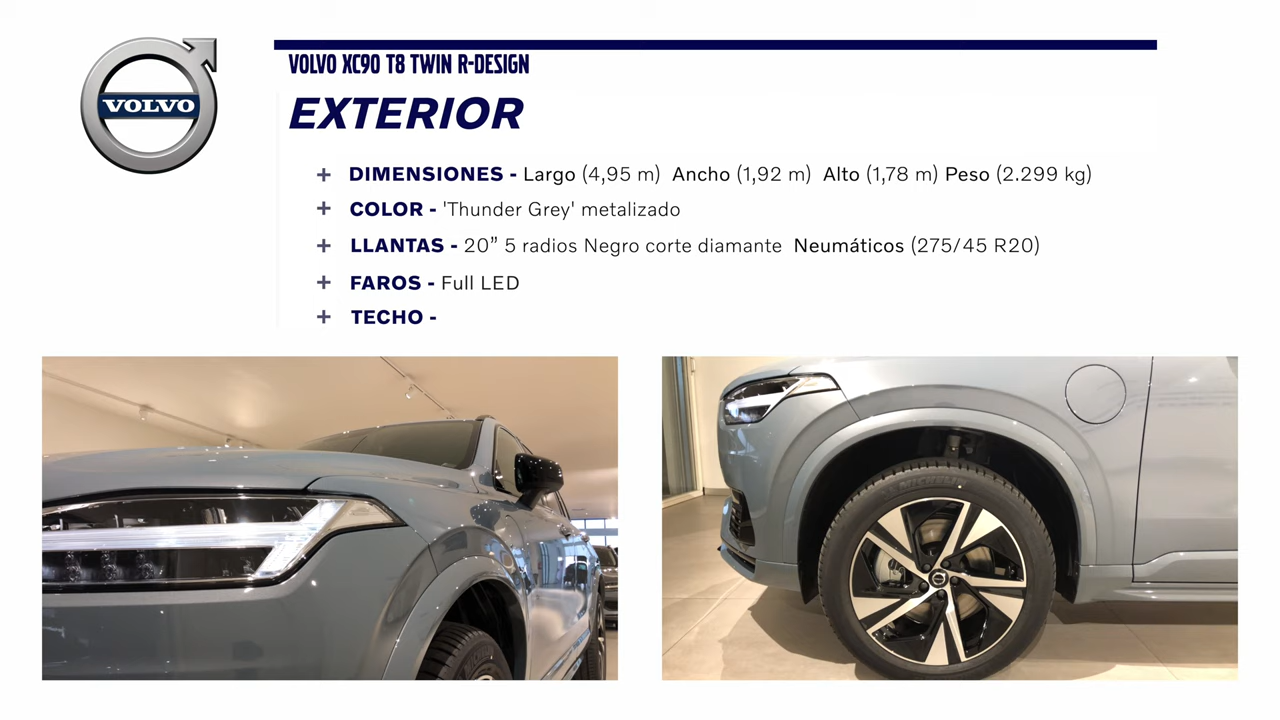 VOLVO
VOLVO XC90 T8 TWIN R-DESIGN
EXTERIOR
+ DIMENSIONES - Largo (4,95 m) Ancho (1,92 m) Alto (1,78 m) Peso (2.299 kg)
+ COLOR - 'Thunder Grey' metalizado
+ LLANTAS - 20” 5 radios Negro corte diamante Neumáticos (275/45 R20)
+ FAROS - Full LED
+ TECHO -
MICHELIN